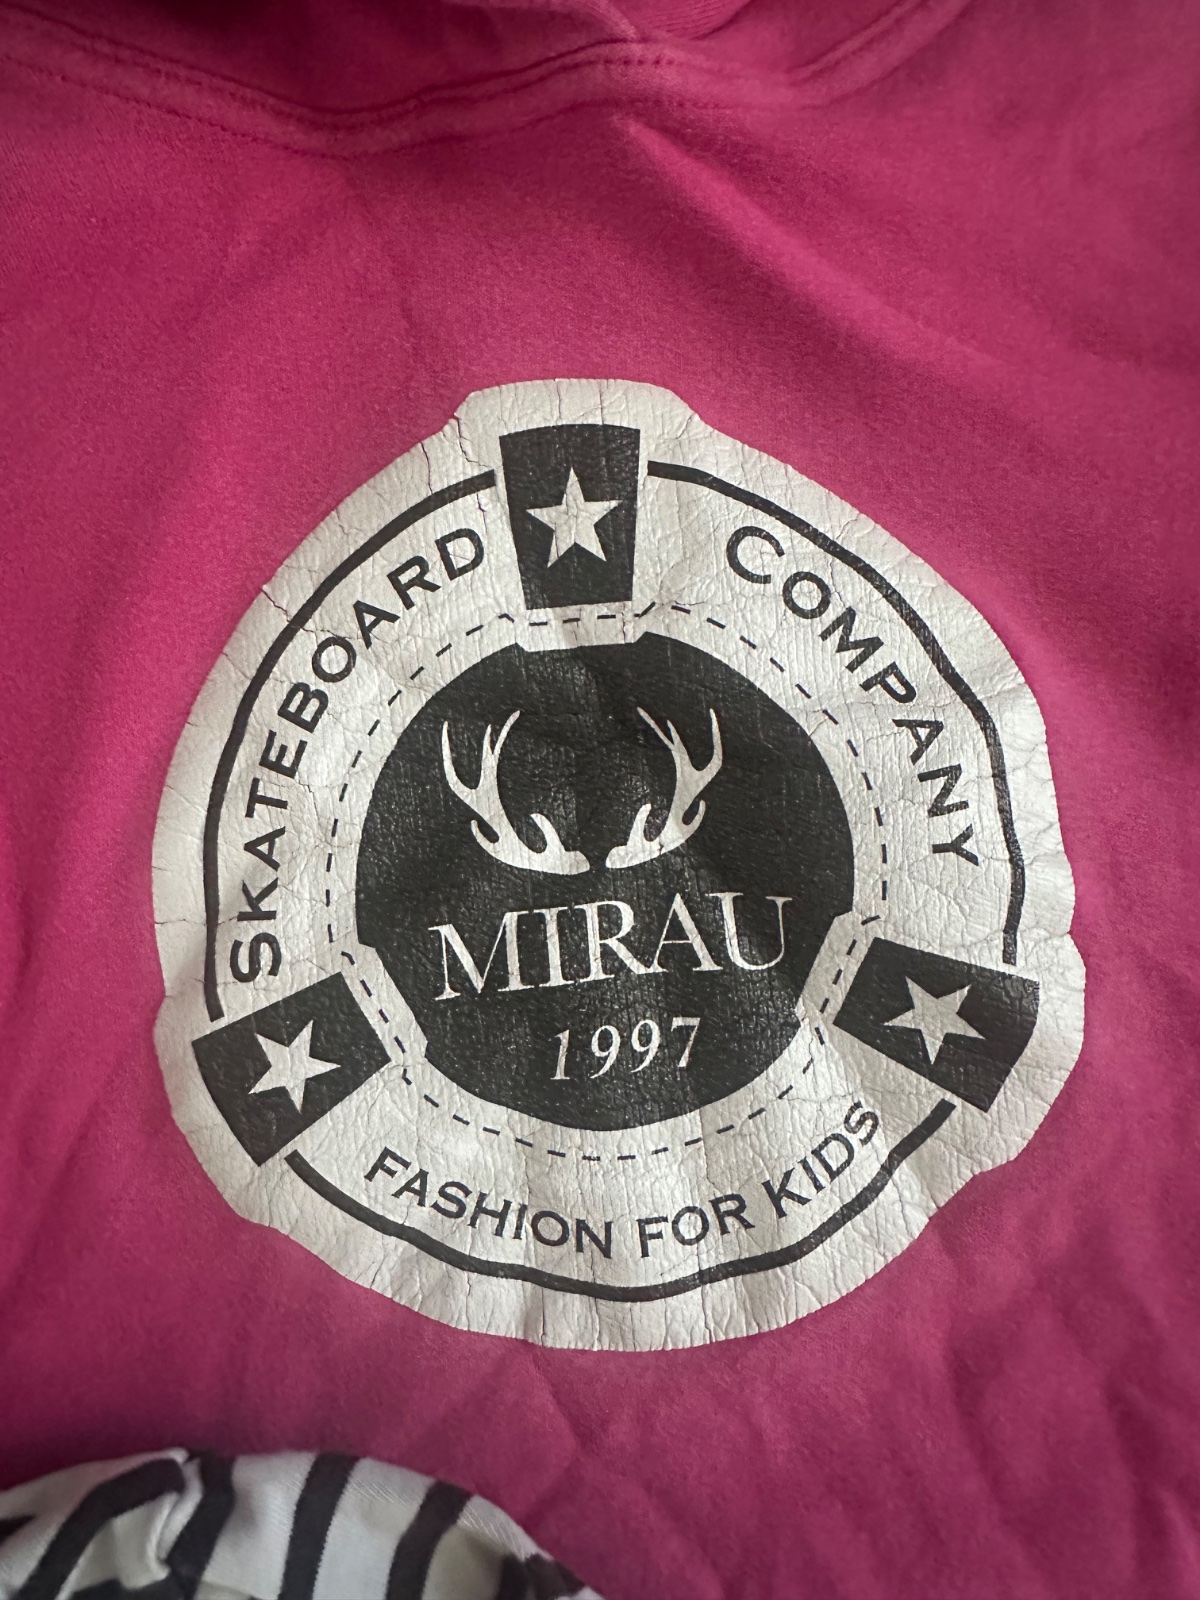 SKATEBOARD
COMPANY
MIRAU
1997
FASHION FOR KIDS